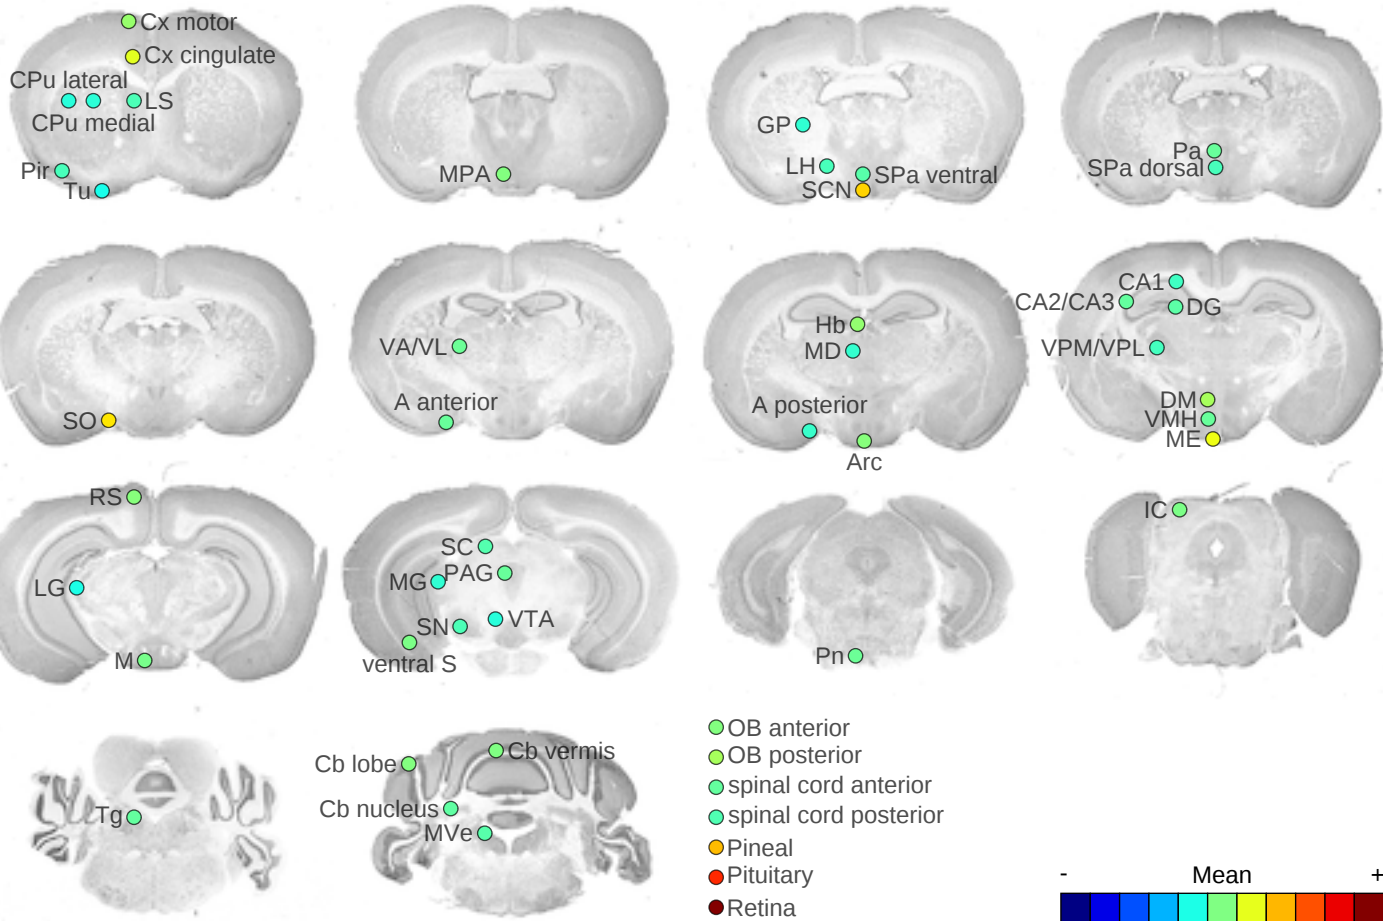 Cx motor
Cx cingulate
CPu lateral
LS
CPu medial
Pir
Tu
MPA
GP
LH
SPa ventral
SCN
Pa
SPa dorsal
SO
VA/VL
A anterior
Hb
MD
A posterior
Arc
CA1
CA2/CA3
DG
VPM/VPL
DM
VMH
ME
RS
LG
M
SC
MG
PAG
SN
VTA
ventral S
Pn
IC
Tg
Cb lobe
Cb vermis
Cb nucleus
MVe
OB anterior
OB posterior
spinal cord anterior
spinal cord posterior
Pineal
Pituitary
Retina
- Mean +